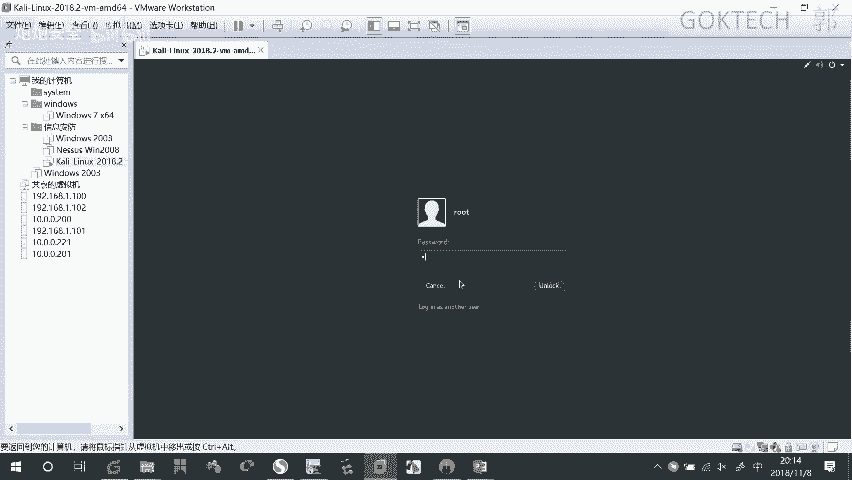 Kali-Linux-2018.2-vm-amd64 - VMware Workstation
GOKTECH 郭
文件(F) 编辑(E) 查看(V) 虚拟机(M) 选项卡(T) 帮助(H)
库
Kali-Linux-2018.2-vm-amd...
在此处键入内容进行搜...
我的计算机
system
windows
Windows 7 x64
信息安防
Windows 2003
Nessus Win2008
Kali_Linux_2018.2
Windows 2003
共享的虚拟机
192.168.1.100
192.168.1.102
10.0.0.200
192.168.1.101
10.0.0.221
10.0.0.201
root
Password:
Cancel
Unlock
Log in as another user
要返回到您的计算机，请将鼠标指针从虚拟机中移出或按 Ctrl+Alt。
中
20:14
2018/11/8